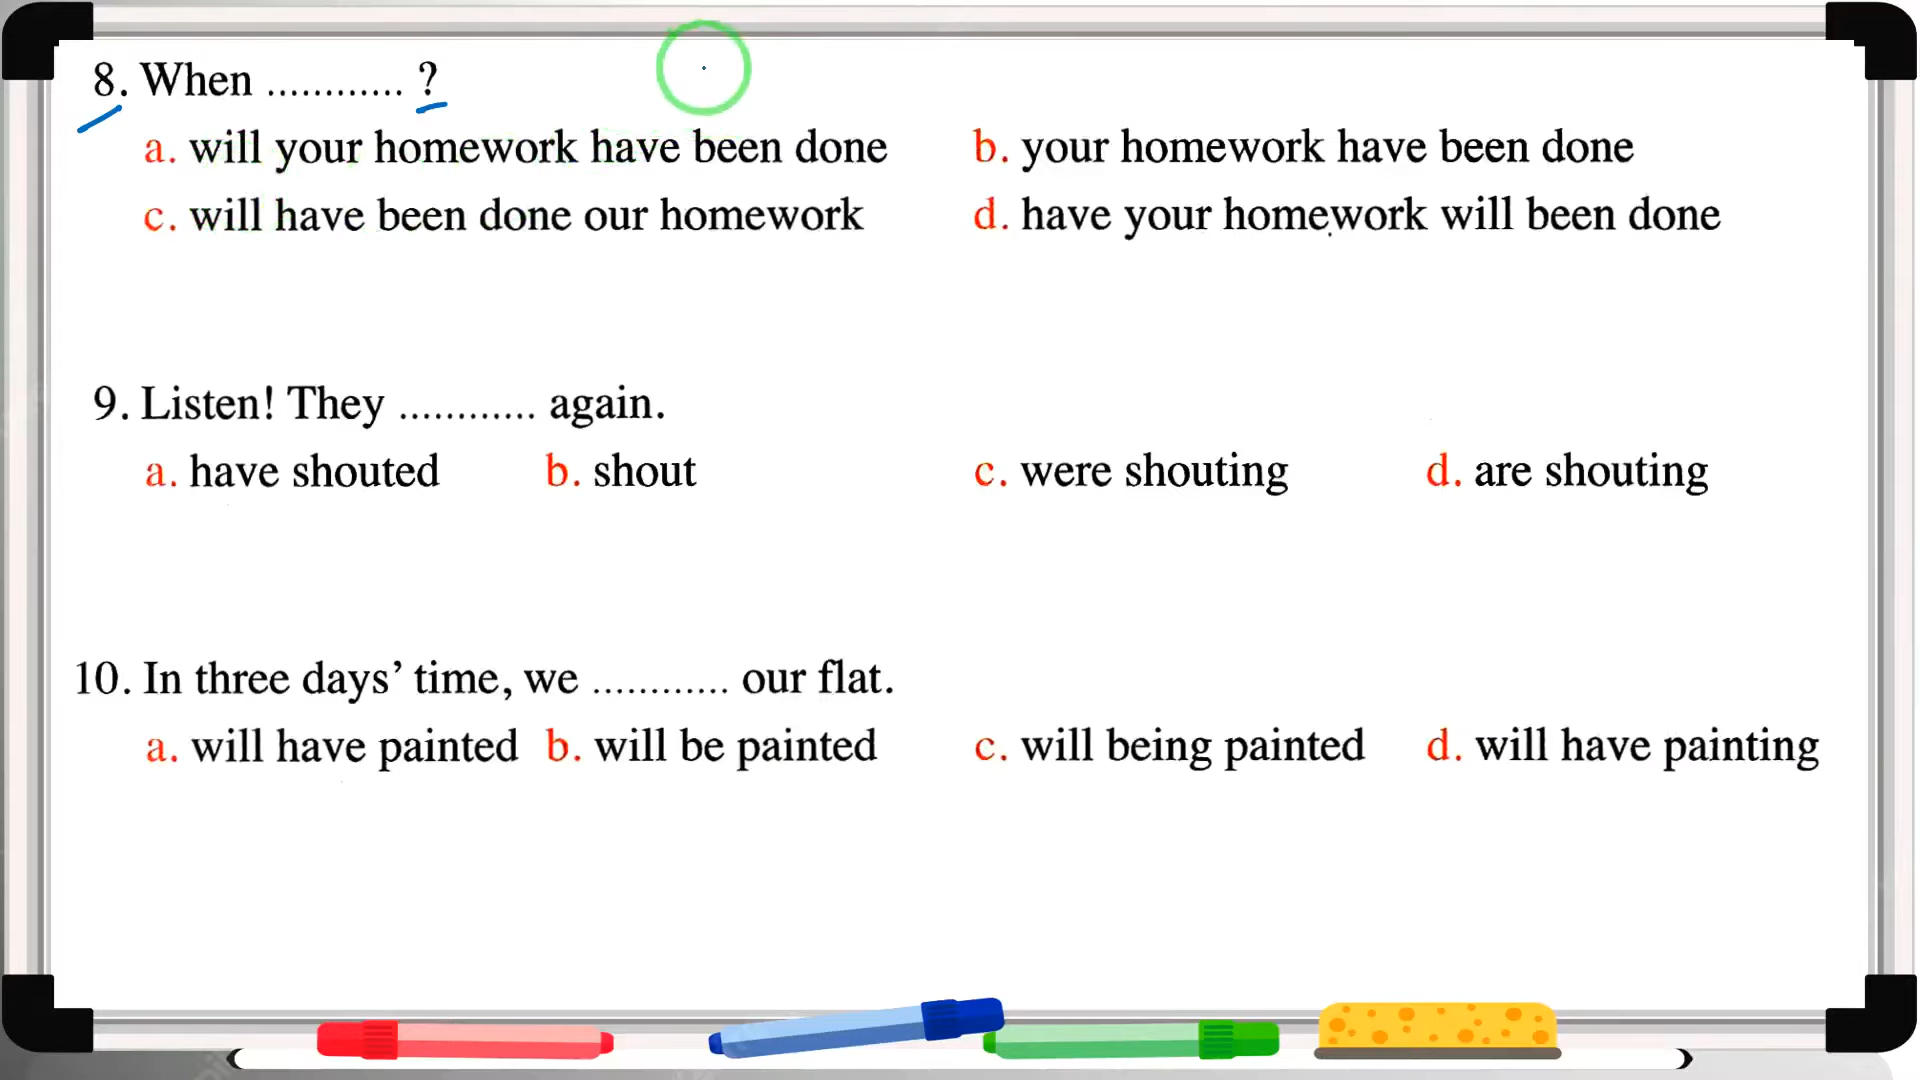 8. When ............ ?
a. will your homework have been done b. your homework have been done
c. will have been done our homework d. have your homework will been done
9. Listen! They ............ again.
a. have shouted b. shout c. were shouting d. are shouting
10. In three days’ time, we ............ our flat.
a. will have painted b. will be painted c. will being painted d. will have painting